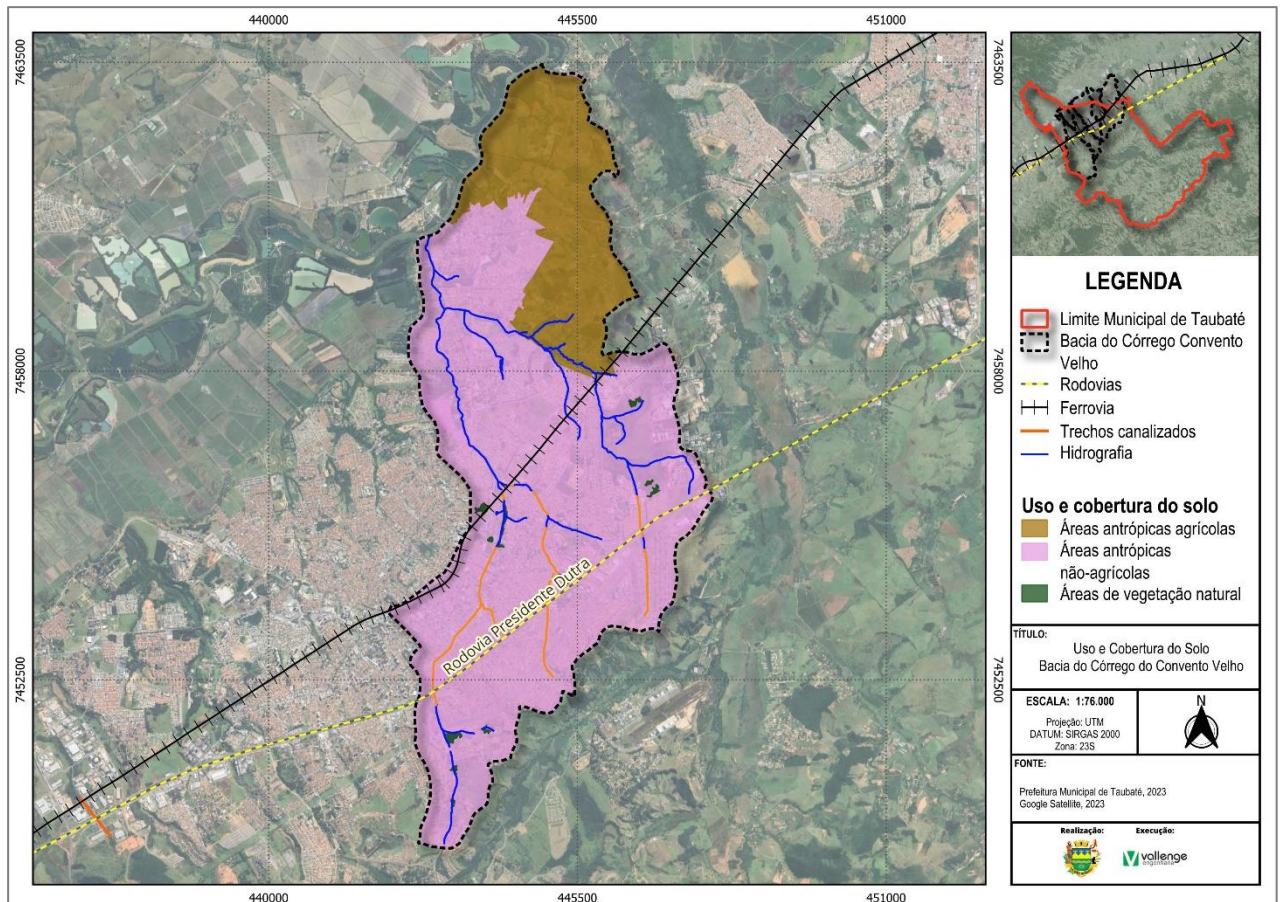 440000
445500
451000
7463500
7463500
7458000
7458000
7452500
7452500
Rodovia Presidente Dutra
440000
445500
451000
LEGENDA
Limite Municipal de Taubaté
Bacia do Córrego Convento
Velho
Rodovias
Ferrovia
Trechos canalizados
Hidrografia
Uso e cobertura do solo
Áreas antrópicas agrícolas
Áreas antrópicas
não-agrícolas
Áreas de vegetação natural
TÍTULO:
Uso e Cobertura do Solo
Bacia do Córrego do Convento Velho
ESCALA: 1:76.000
Projeção: UTM
DATUM: SIRGAS 2000
Zona: 23S
N
FONTE:
Prefeitura Municipal de Taubaté, 2023
Google Satellite, 2023
Realização:
Execução:
vallenge
engenharia